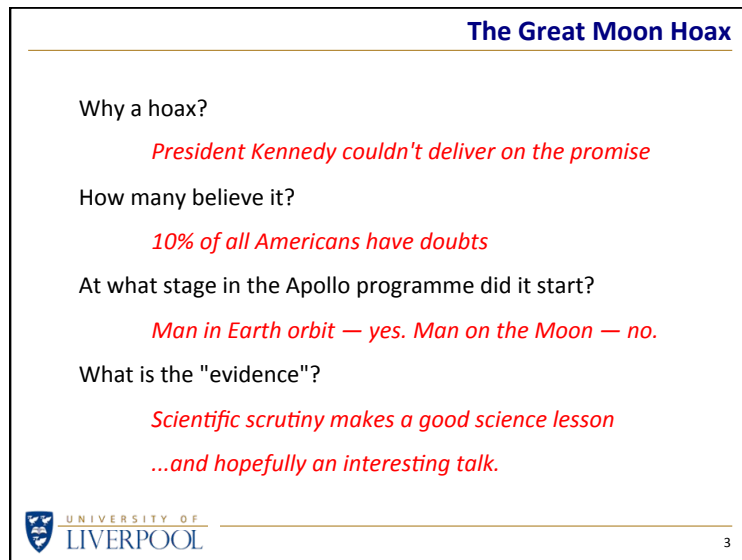 The Great Moon Hoax
Why a hoax?
President Kennedy couldn't deliver on the promise
How many believe it?
10% of all Americans have doubts
At what stage in the Apollo programme did it start?
Man in Earth orbit — yes. Man on the Moon — no.
What is the "evidence"?
Scientific scrutiny makes a good science lesson
...and hopefully an interesting talk.
UNIVERSITY OF
LIVERPOOL
3